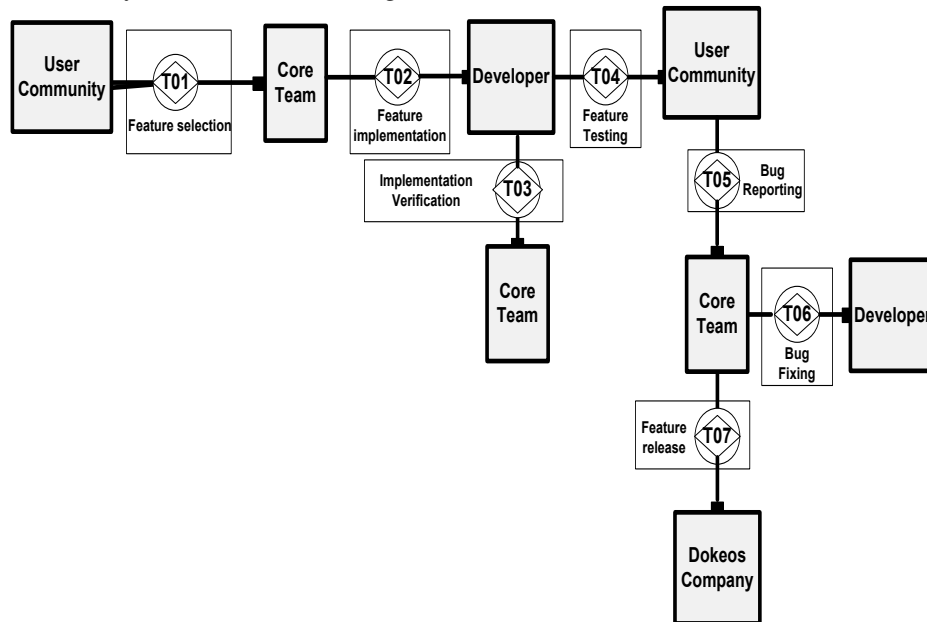 User
Community
T01
Feature selection
Core
Team
T02
Feature
implementation
Developer
T04
Feature
Testing
User
Community
Implementation
Verification
T03
Core
Team
T05
Bug
Reporting
Core
Team
T06
Bug
Fixing
Developer
Feature
release
T07
Dokeos
Company